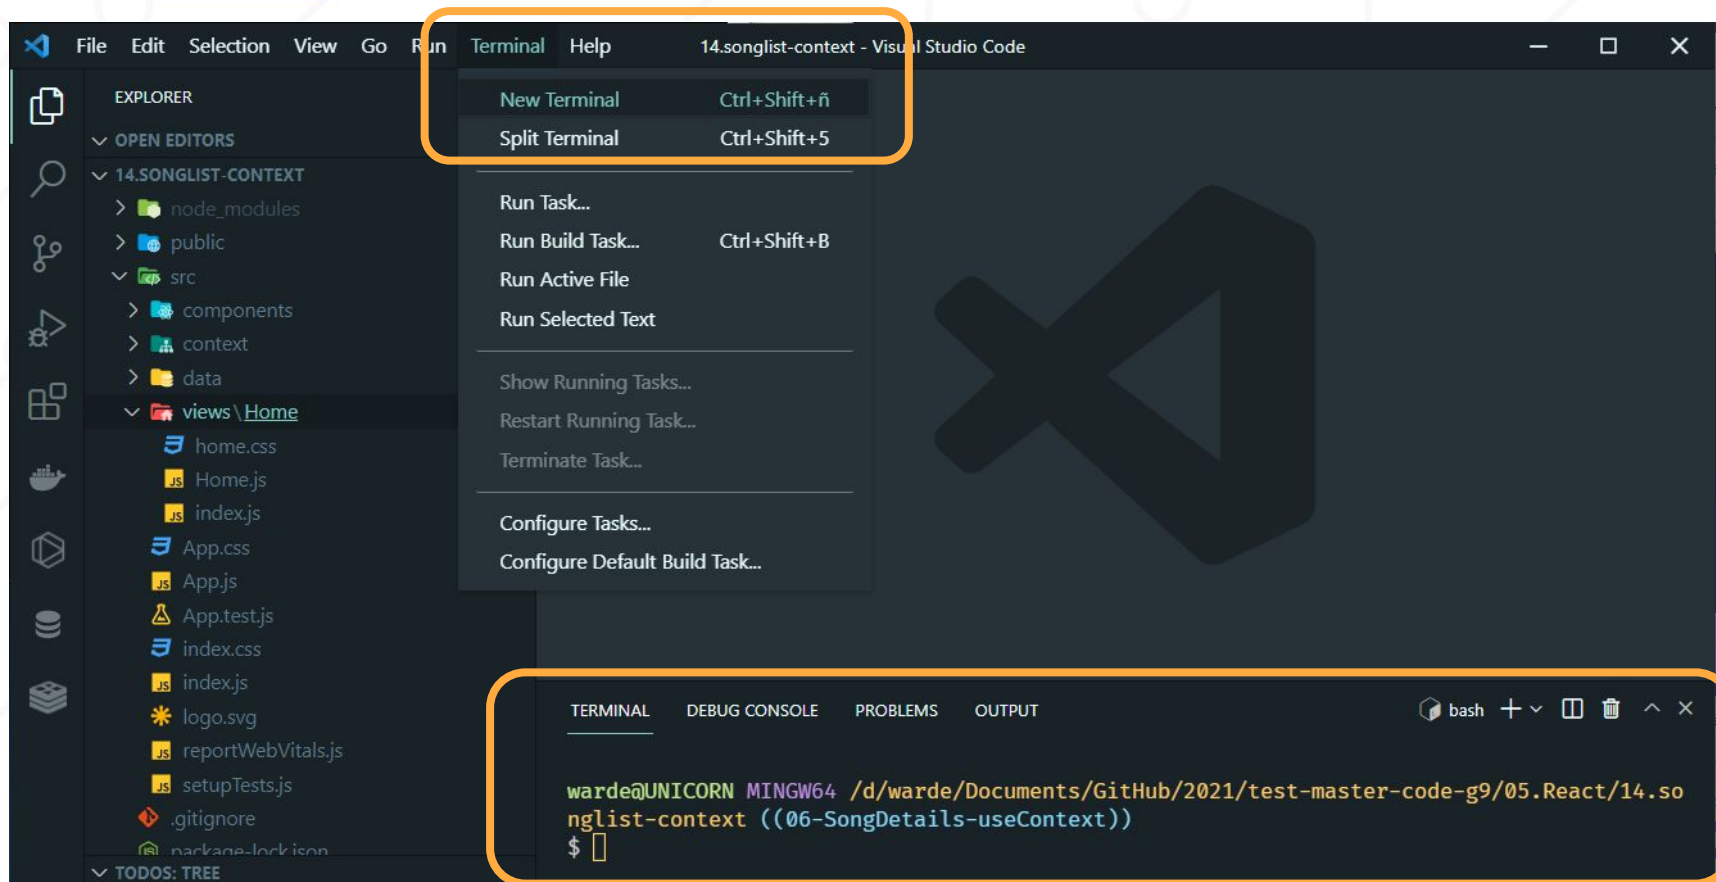 File Edit Selection View Go Run Terminal Help 14.songlist-context - Visual Studio Code
EXPLORER
OPEN EDITORS
14.SONGLIST-CONTEXT
node_modules
public
src
components
context
data
views\Home
home.css
Home.js
index.js
App.css
App.js
App.test.js
index.css
index.js
logo.svg
reportWebVitals.js
setupTests.js
.gitignore
package-lock.json
TODOS: TREE
New Terminal Ctrl+Shift+ñ
Split Terminal Ctrl+Shift+5
Run Task...
Run Build Task... Ctrl+Shift+B
Run Active File
Run Selected Text
Show Running Tasks...
Restart Running Task...
Terminate Task...
Configure Tasks...
Configure Default Build Task...
TERMINAL DEBUG CONSOLE PROBLEMS OUTPUT bash
warde@UNICORN MINGW64 /d/warde/Documents/GitHub/2021/test-master-code-g9/05.React/14.so
nglist-context ((06-SongDetails-useContext))
$